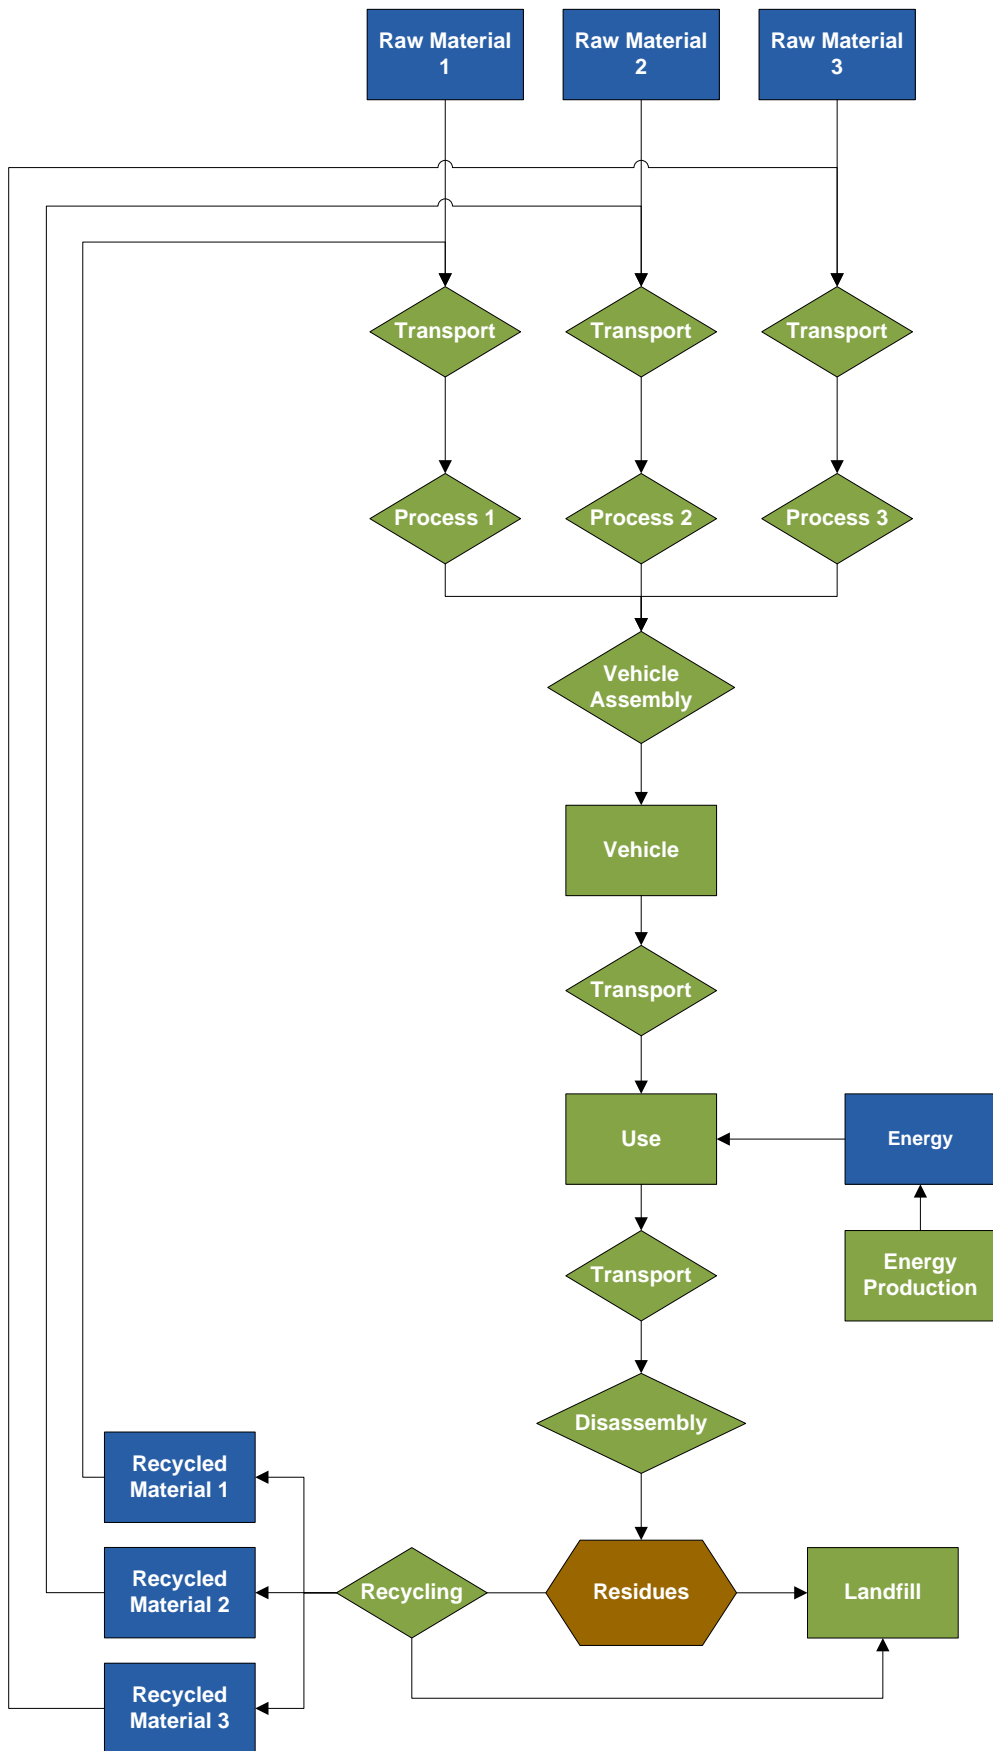 Raw Material
1
Raw Material
2
Raw Material
3
Transport
Transport
Transport
Process 1
Process 2
Process 3
Vehicle
Assembly
Vehicle
Transport
Use
Energy
Transport
Energy
Production
Disassembly
Recycled
Material 1
Recycled
Material 2
Recycling
Residues
Landfill
Recycled
Material 3